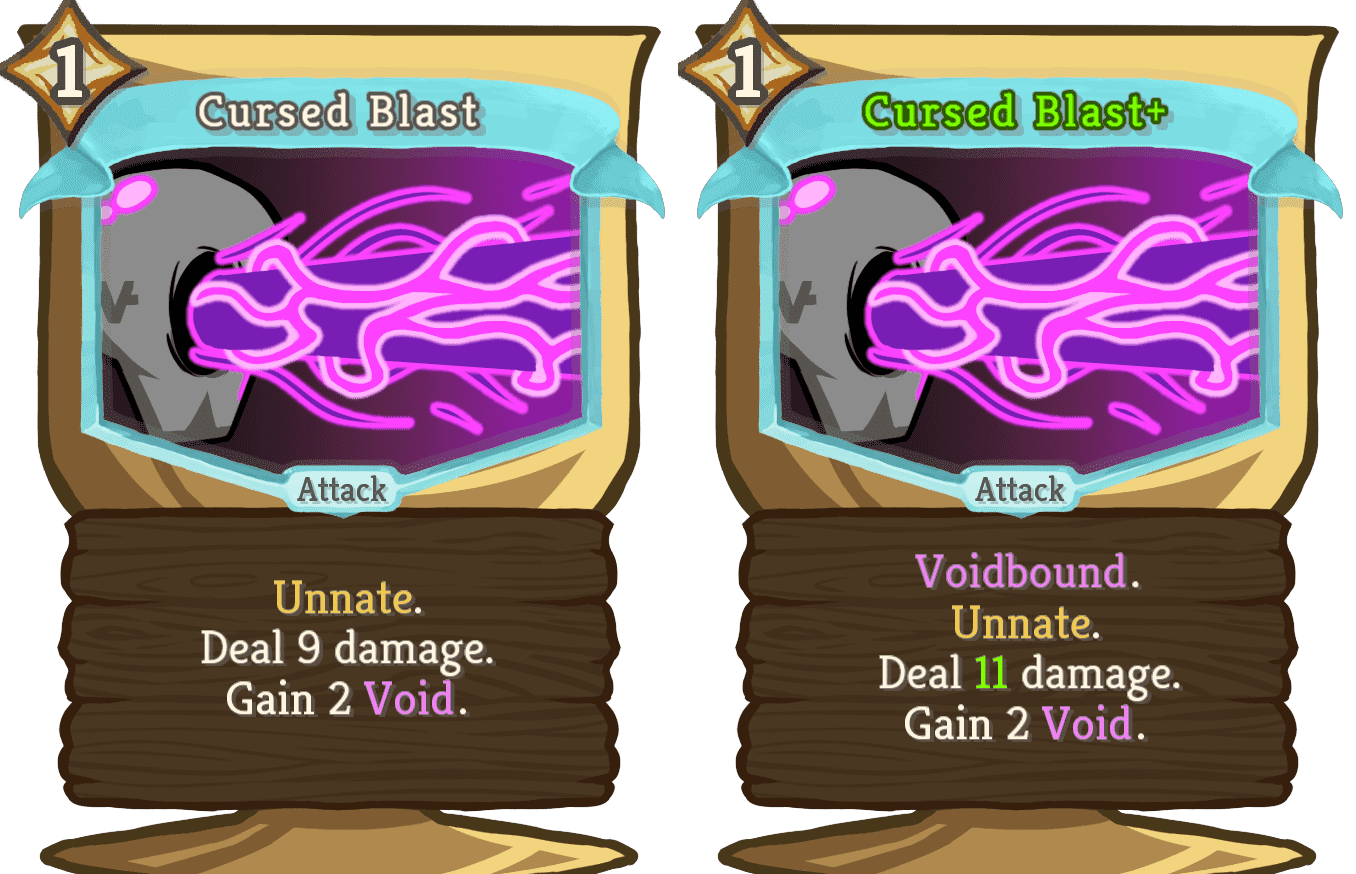 1
Cursed Blast
Attack
Unnate.
Deal 9 damage.
Gain 2 Void.
1
Cursed Blast+
Attack
Voidbound.
Unnate.
Deal 11 damage.
Gain 2 Void.